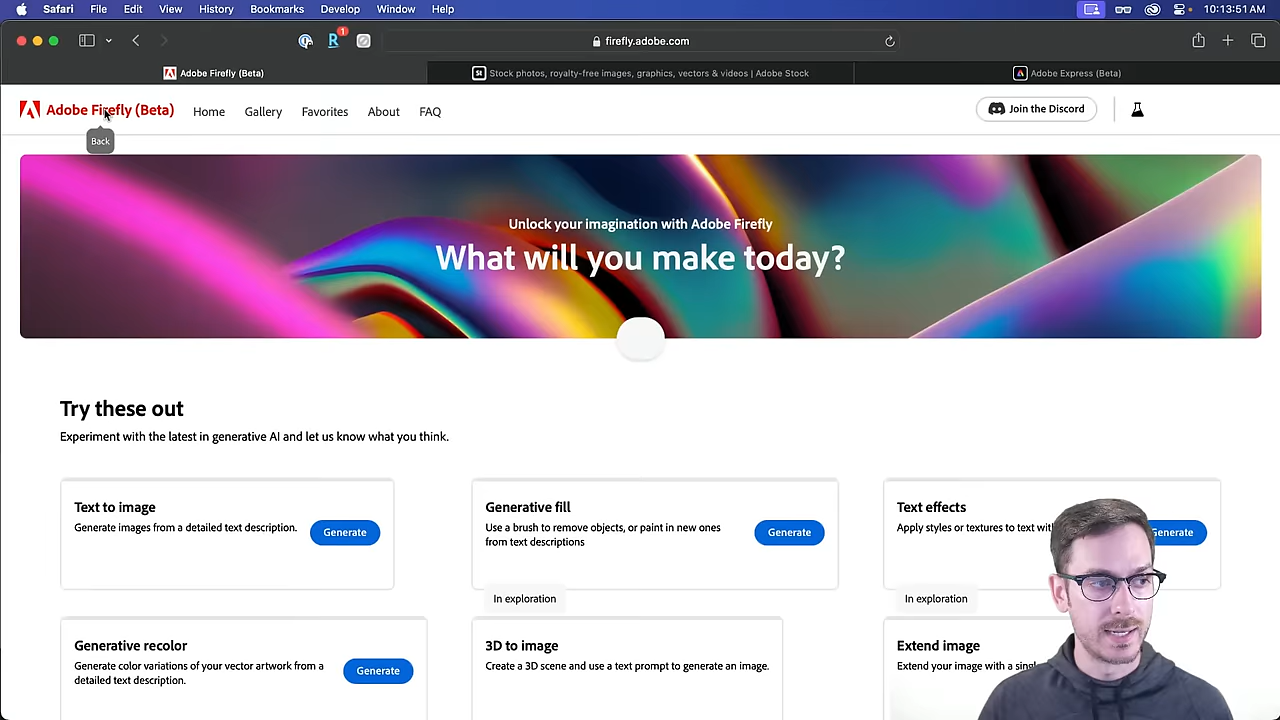 Safari File Edit View History Bookmarks Develop Window Help 10:13:51 AM
1
firefly.adobe.com
Adobe Firefly (Beta)
St Stock photos, royalty-free images, graphics, vectors & videos | Adobe Stock
Adobe Express (Beta)
Adobe Firefly (Beta) Home Gallery Favorites About FAQ
Join the Discord
Back
Unlock your imagination with Adobe Firefly
What will you make today?
Try these out
Experiment with the latest in generative AI and let us know what you think.
Text to image
Generate images from a detailed text description.
Generate
Generative fill
Use a brush to remove objects, or paint in new ones
from text descriptions
Generate
Text effects
Apply styles or textures to text
Generate
In exploration
In exploration
Generative recolor
Generate color variations of your vector artwork from a
detailed text description.
Generate
3D to image
Create a 3D scene and use a text prompt to generate an image.
Extend image
Extend your image with a